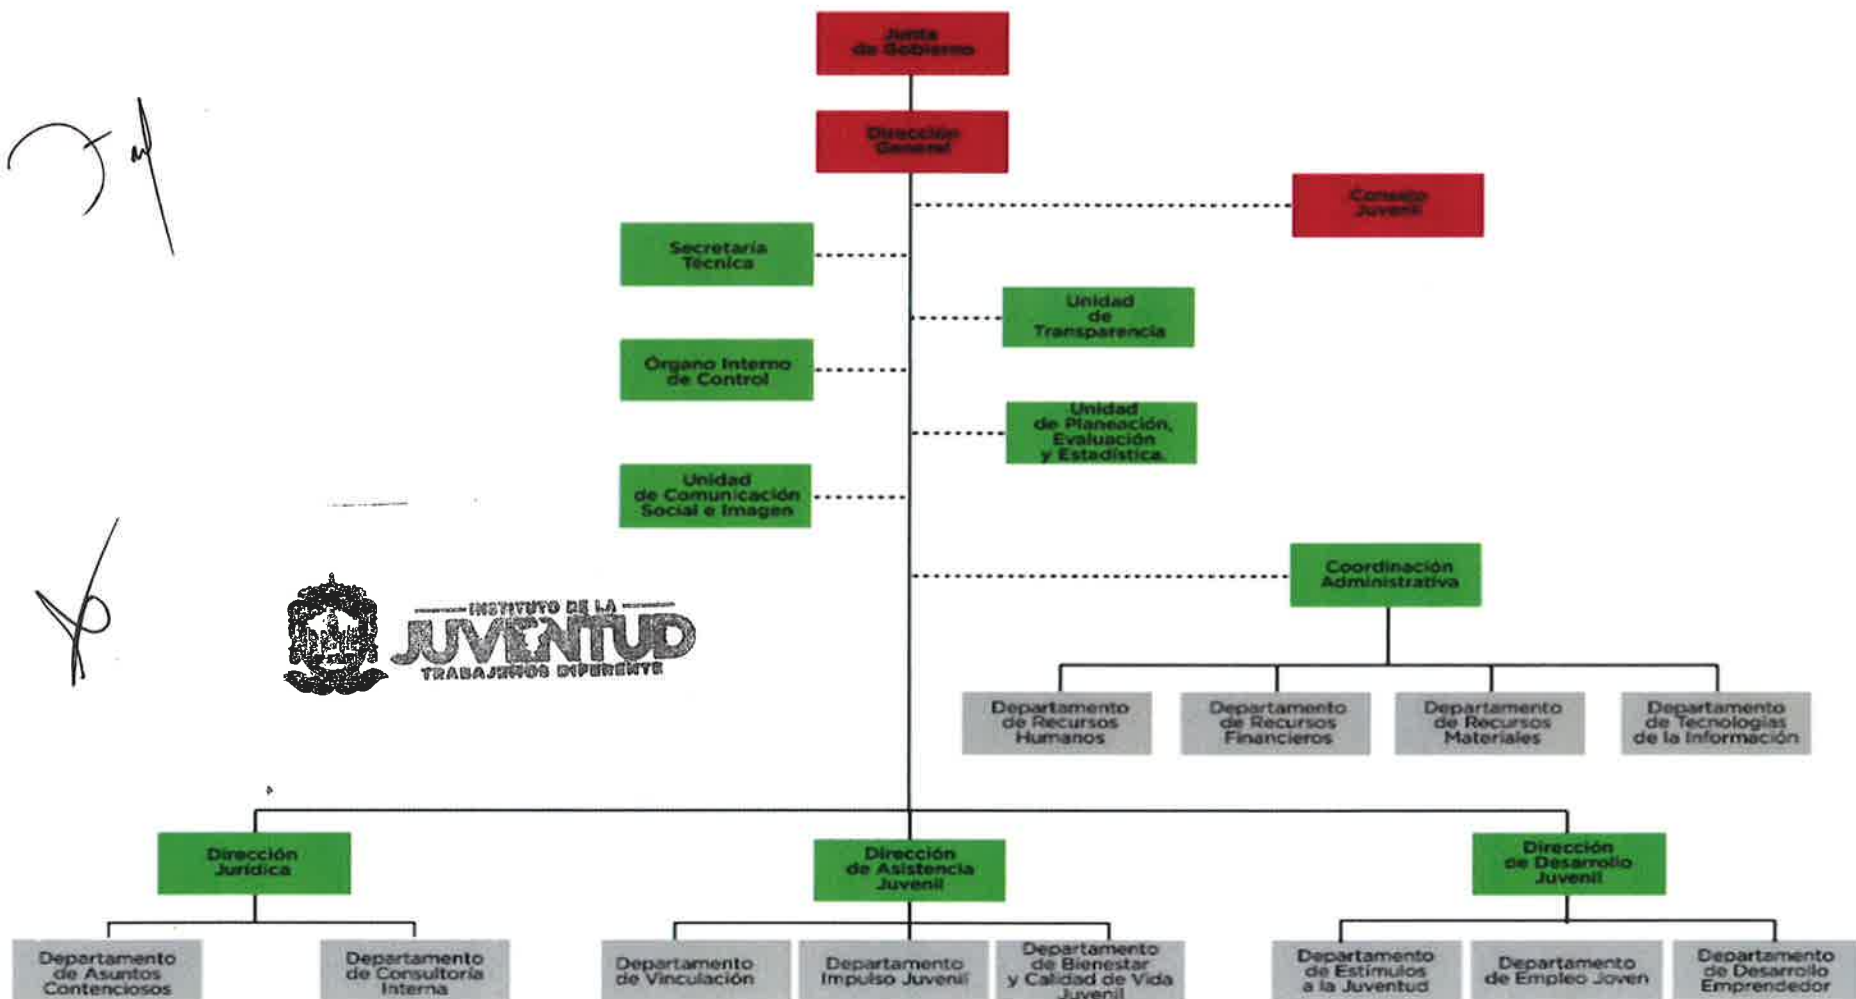 Junta
de Gobierno
Dirección
General
Consejo
Juvenil
Secretaría
Técnica
Unidad
de
Transparencia
Órgano Interno
de Control
Unidad
de Planeación,
Evaluación
y Estadística.
Unidad
de Comunicación
Social e Imagen
Coordinación
Administrativa
INSTITUTO DE LA
JUVENTUD
TRABAJEMOS DIFERENTE
Departamento
de Recursos
Humanos
Departamento
de Recursos
Financieros
Departamento
de Recursos
Materiales
Departamento
de Tecnologías
de la Información
Dirección
Jurídica
Dirección
de Asistencia
Juvenil
Dirección
de Desarrollo
Juvenil
Departamento
de Asuntos
Contenciosos
Departamento
de Consultoría
Interna
Departamento
de Vinculación
Departamento
Impulso Juvenil
Departamento
de Bienestar
y Calidad de Vida
Juvenil
Departamento
de Estímulos
a la Juventud
Departamento
de Empleo Joven
Departamento
de Desarrollo
Emprendedor